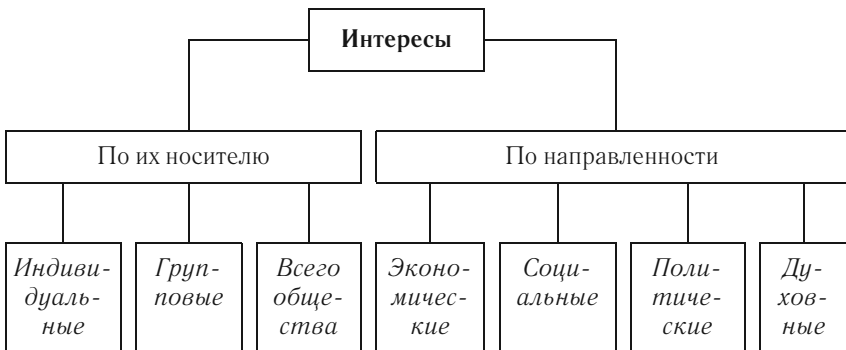 Интересы
По их носителю
По направленности
Индиви-
дуаль-
ные
Груп-
повые
Всего
обще-
ства
Эконо-
мичес-
кие
Соци-
альные
Поли-
тиче-
ские
Ду-
хов-
ные